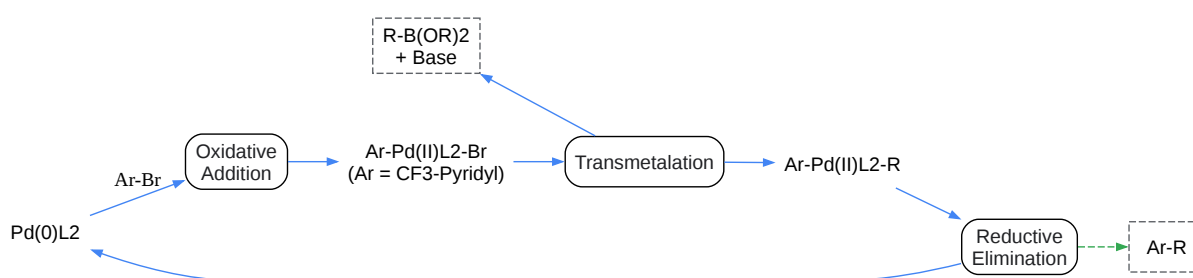 R-B(OR)2
+ Base
Oxidative
Addition
Ar-Pd(II)L2-Br
(Ar = CF3-Pyridyl)
Transmetalation
Ar-Pd(II)L2-R
Ar-Br
Pd(0)L2
Reductive
Elimination
Ar-R